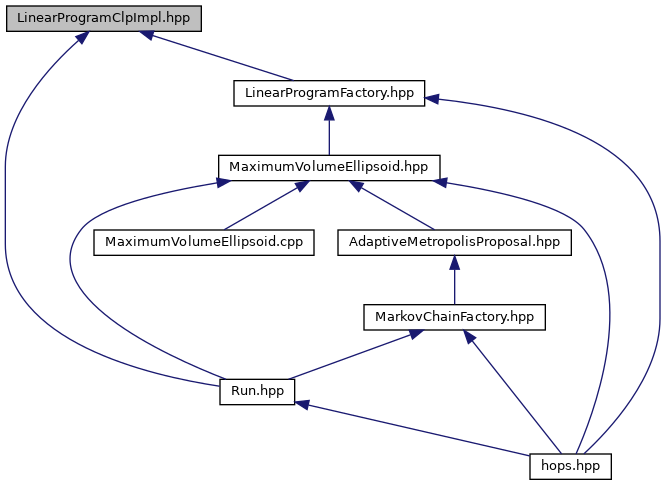 LinearProgramClpImpl.hpp
LinearProgramFactory.hpp
MaximumVolumeEllipsoid.hpp
MaximumVolumeEllipsoid.cpp
AdaptiveMetropolisProposal.hpp
MarkovChainFactory.hpp
Run.hpp
hops.hpp